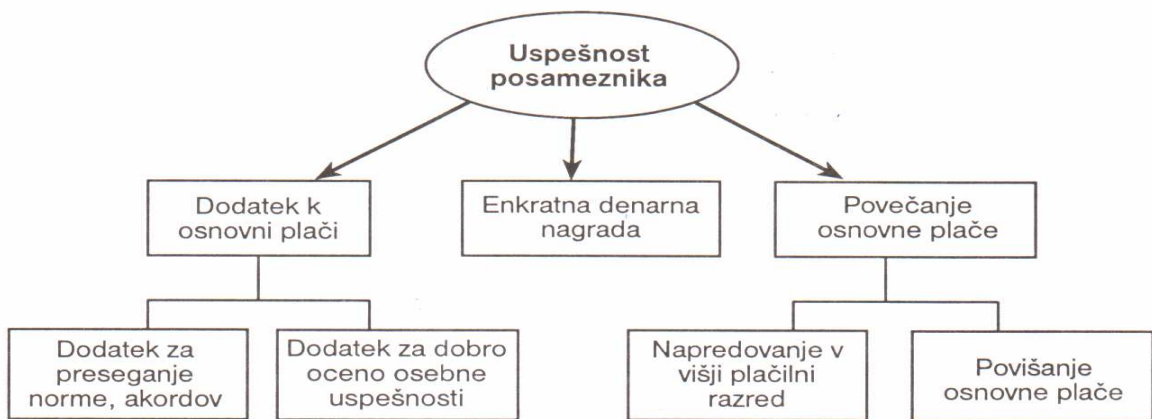 Uspešnost
posameznika
Dodatek k
osnovni plači
Enkratna denarna
nagrada
Povečanje
osnovne plače
Dodatek za
preseganje
norme, akordov
Dodatek za dobro
oceno osebne
uspešnosti
Napredovanje v
višji plačilni
razred
Povišanje
osnovne plače